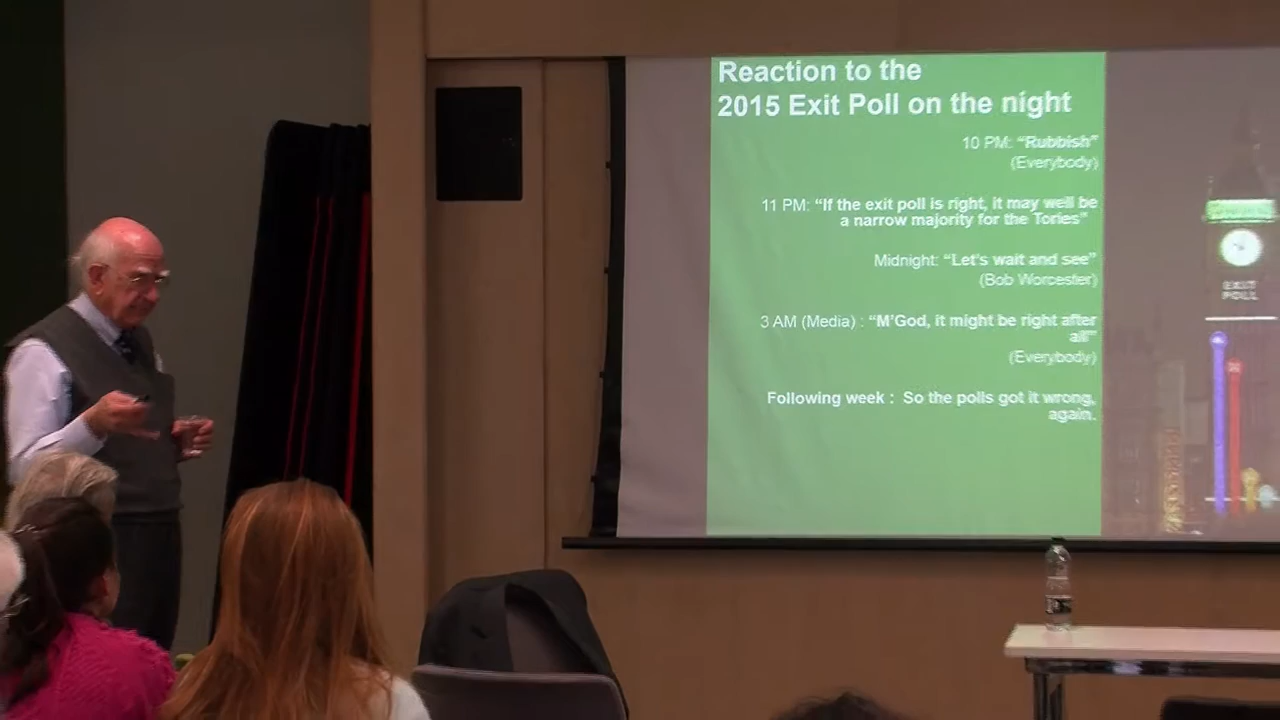 Reaction to the
2015 Exit Poll on the night
10 PM: “Rubbish”
(Everybody)
11 PM: “If the exit poll is right, it may well be
a narrow majority for the Tories”
Midnight: “Let’s wait and see”
(Bob Worcester)
3 AM (Media) : “M’God, it might be right after
all”
(Everybody)
Following week : So the polls got it wrong,
again.
EXIT
POLL